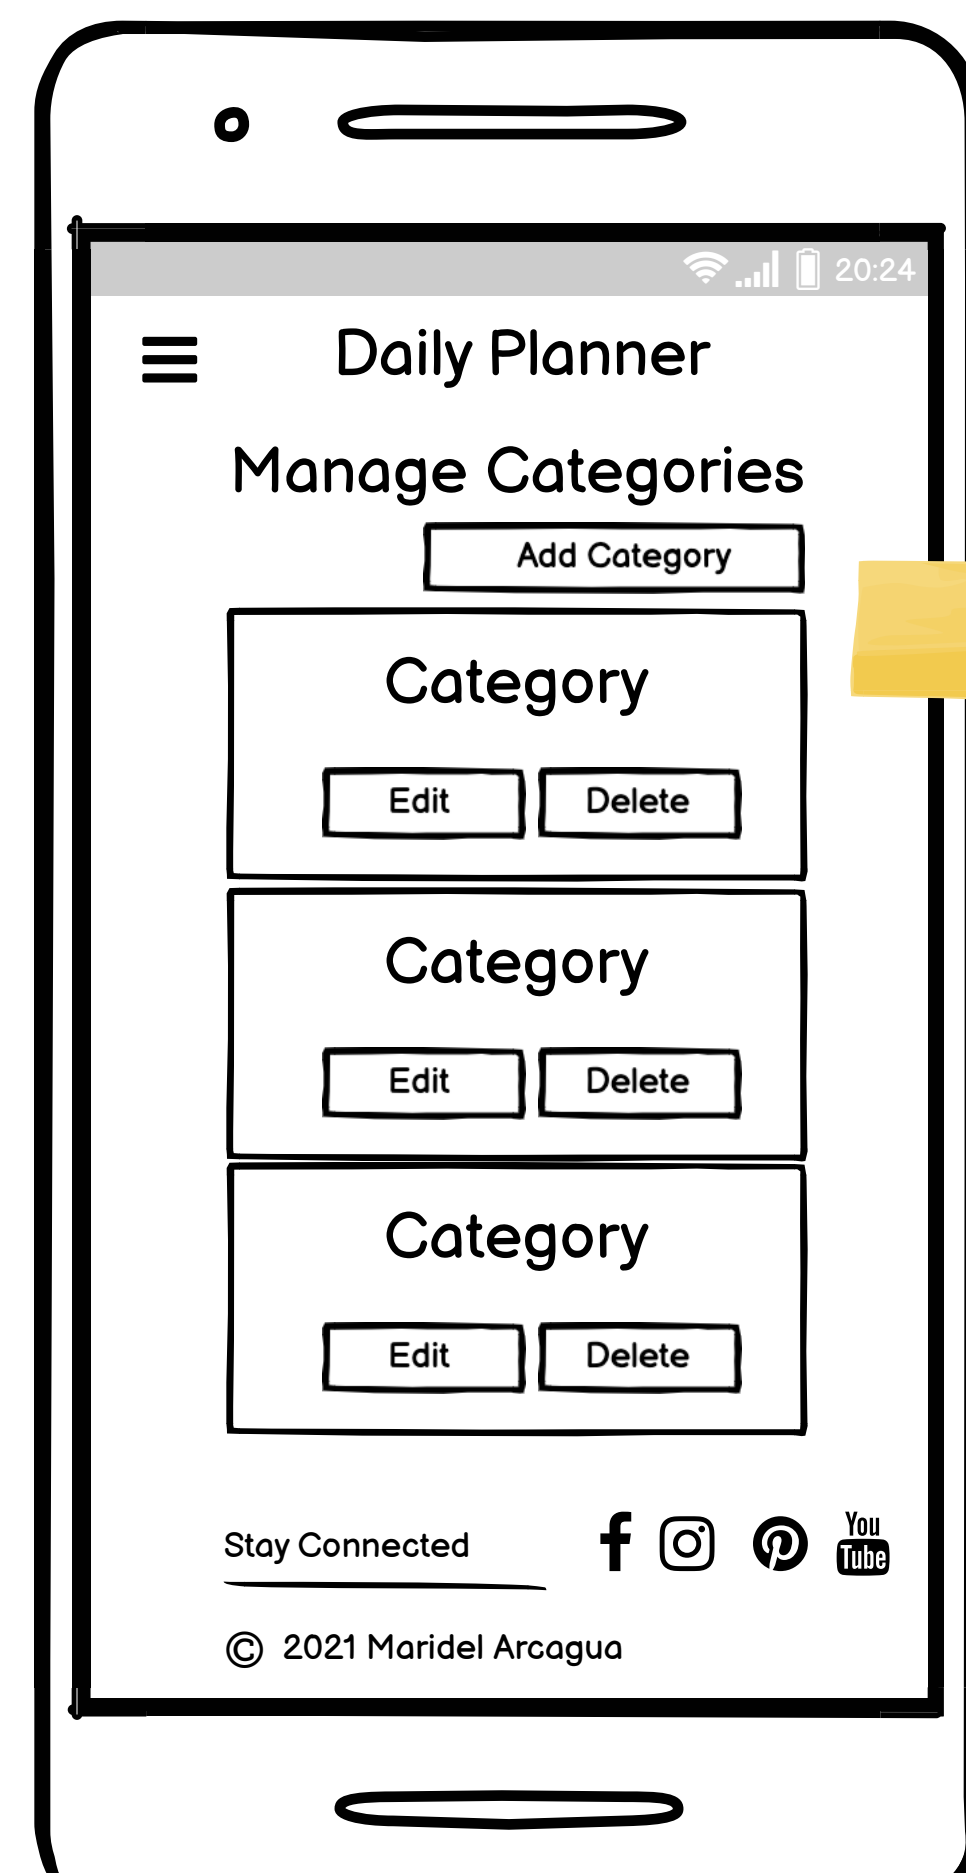 20:24
Daily Planner
Manage Categories
Add Category
Category
Edit Delete
Category
Edit Delete
Category
Edit Delete
Stay Connected
You
Tube
© 2021 Maridel Arcagua